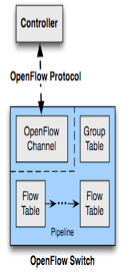 Controller
OpenFlow Protocol
OpenFlow
Channel
Group
Table
Flow
Table
Flow
Table
Pipeline
OpenFlow Switch